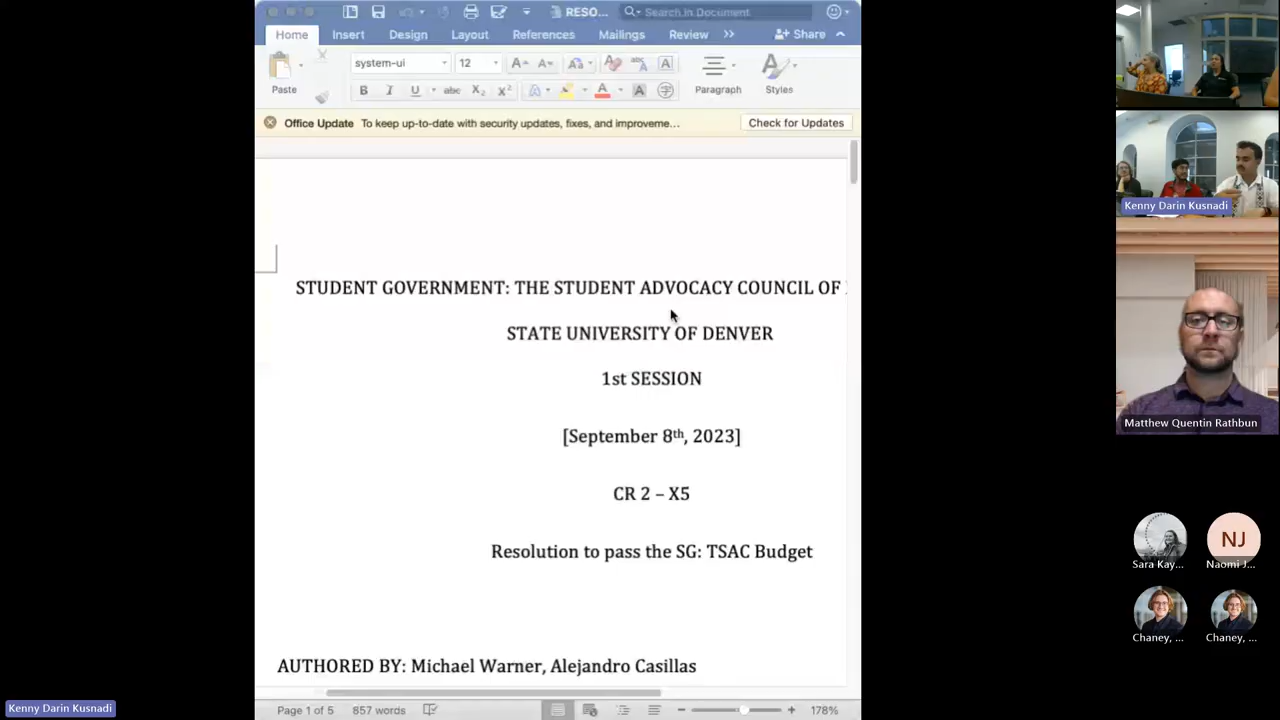 RESO...
Search in Document
Home
Insert
Design
Layout
References
Mailings
Review
Share
system-ui
12
Paste
Paragraph
Styles
Office Update To keep up-to-date with security updates, fixes, and improveme...
Check for Updates
STUDENT GOVERNMENT: THE STUDENT ADVOCACY COUNCIL OF
STATE UNIVERSITY OF DENVER
1st SESSION
[September 8th, 2023]
CR 2 – X5
Resolution to pass the SG: TSAC Budget
AUTHORED BY: Michael Warner, Alejandro Casillas
Page 1 of 5
857 words
178%
Kenny Darin Kusnadi
Kenny Darin Kusnadi
Matthew Quentin Rathbun
Sara Kay...
NJ
Naomi J...
Chaney, ...
Chaney, ...